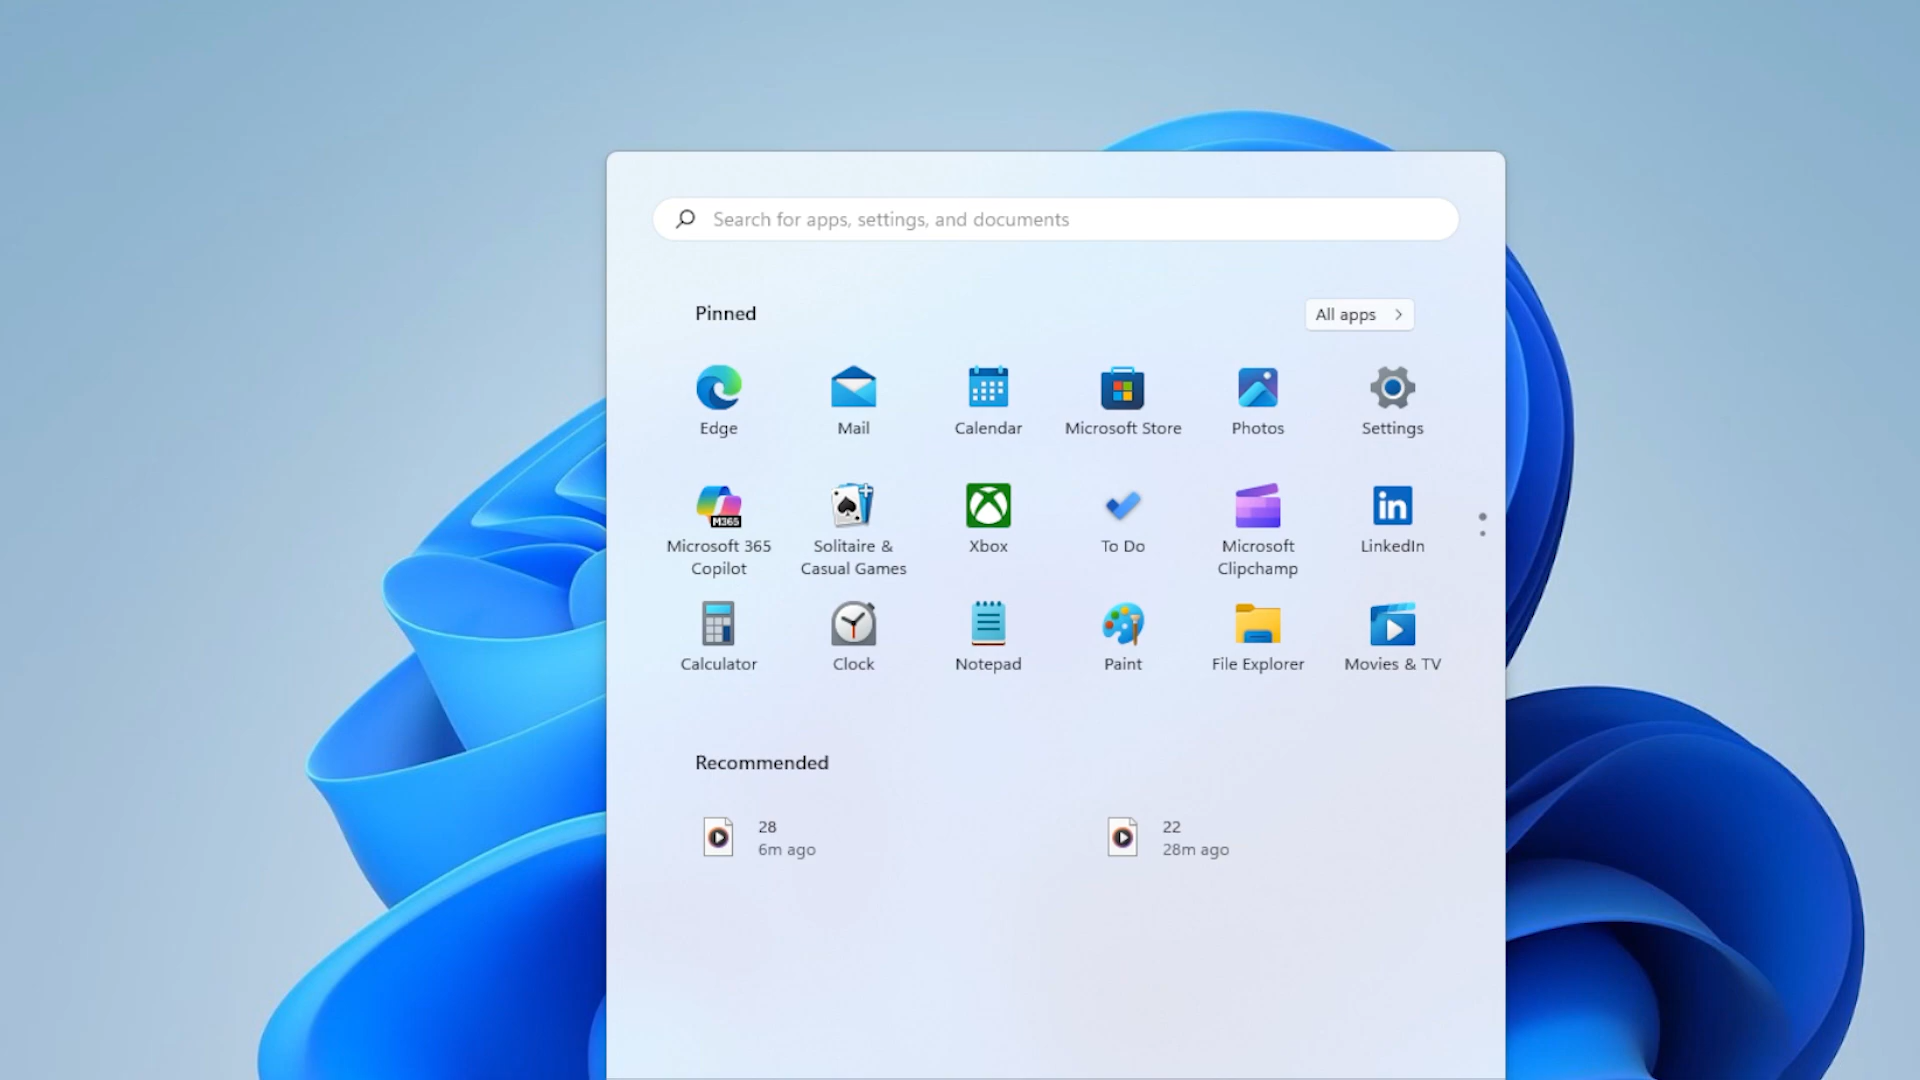 Search for apps, settings, and documents
Pinned
All apps
Edge
Mail
Calendar
Microsoft Store
Photos
Settings
M365
Microsoft 365
Copilot
Solitaire &
Casual Games
Xbox
To Do
Microsoft
Clipchamp
in
LinkedIn
Calculator
Clock
Notepad
Paint
File Explorer
Movies & TV
Recommended
28
6m ago
22
28m ago